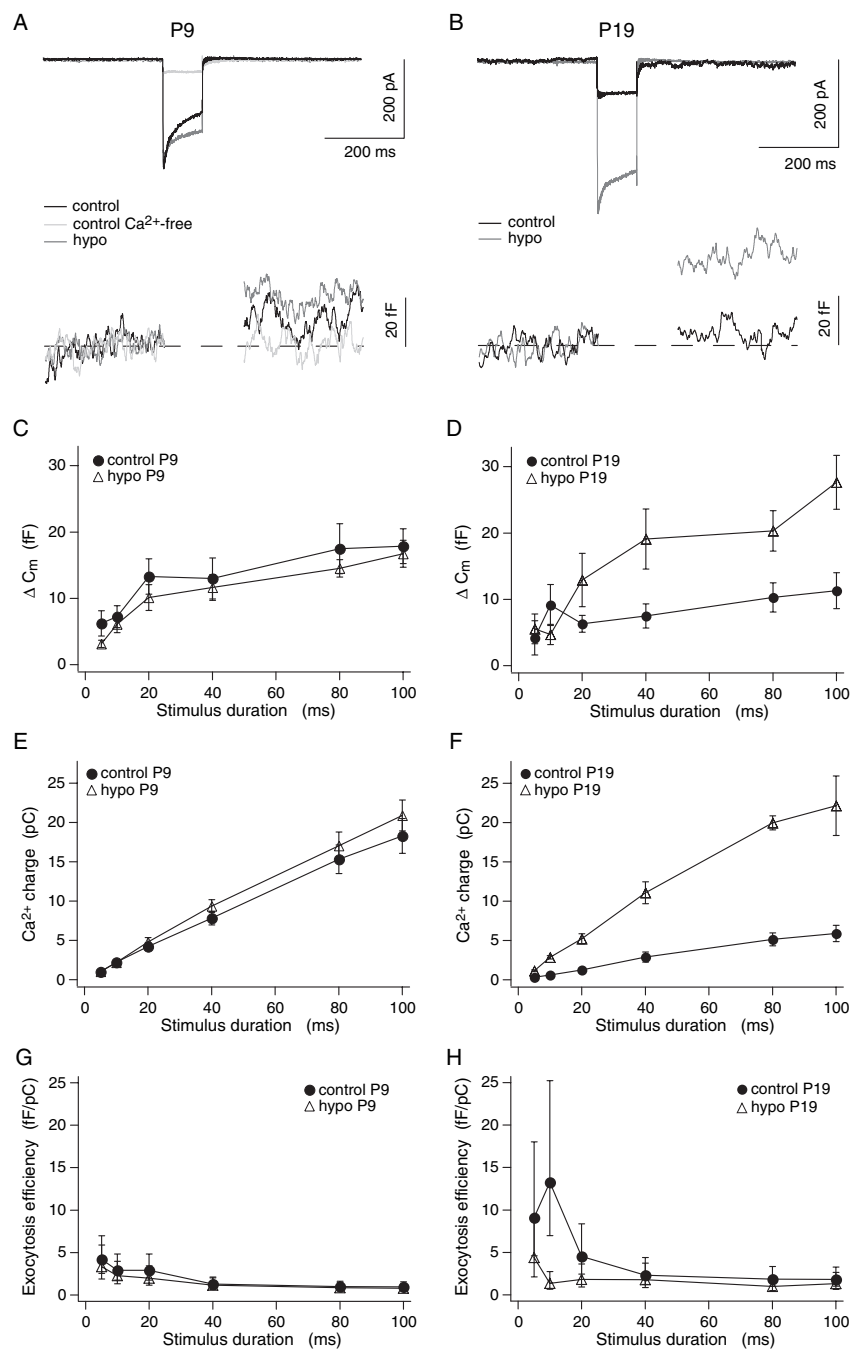 A
P9
200 pA
200 ms
control
control Ca2+-free
hypo
20 fF
B
P19
200 pA
200 ms
control
hypo
20 fF
C
control P9
hypo P9
Δ Cm (fF)
30
20
10
0
0 20 40 60 80 100
Stimulus duration (ms)
D
control P19
hypo P19
Δ Cm (fF)
30
20
10
0
0 20 40 60 80 100
Stimulus duration (ms)
E
control P9
hypo P9
Ca2+ charge (pC)
25
20
15
10
5
0
0 20 40 60 80 100
Stimulus duration (ms)
F
control P19
hypo P19
Ca2+ charge (pC)
25
20
15
10
5
0
0 20 40 60 80 100
Stimulus duration (ms)
G
control P9
hypo P9
Exocytosis efficiency (fF/pC)
25
20
15
10
5
0
0 20 40 60 80 100
Stimulus duration (ms)
H
control P19
hypo P19
Exocytosis efficiency (fF/pC)
25
20
15
10
5
0
0 20 40 60 80 100
Stimulus duration (ms)